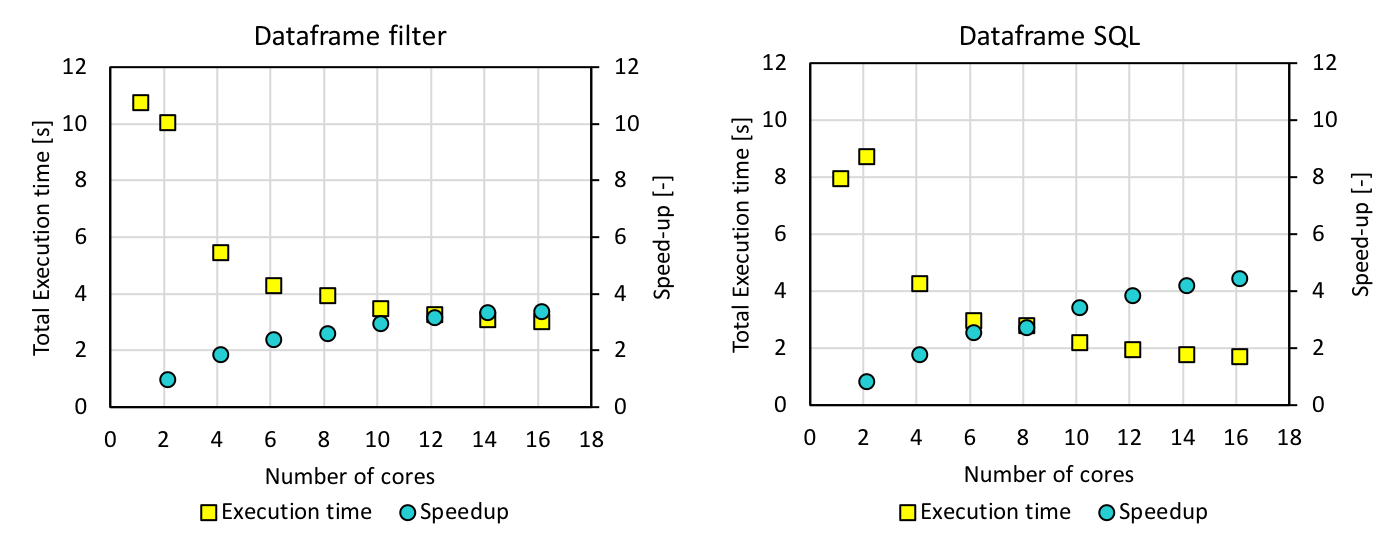 Dataframe filter
12
10
8
6
4
2
0
Total Execution time [s]
12
10
8
6
4
2
0
Speed-up [-]
0 2 4 6 8 10 12 14 16 18
Number of cores
Execution time Speedup
Dataframe SQL
12
10
8
6
4
2
0
Total Execution time [s]
12
10
8
6
4
2
0
Speed-up [-]
0 2 4 6 8 10 12 14 16 18
Number of cores
Execution time Speedup